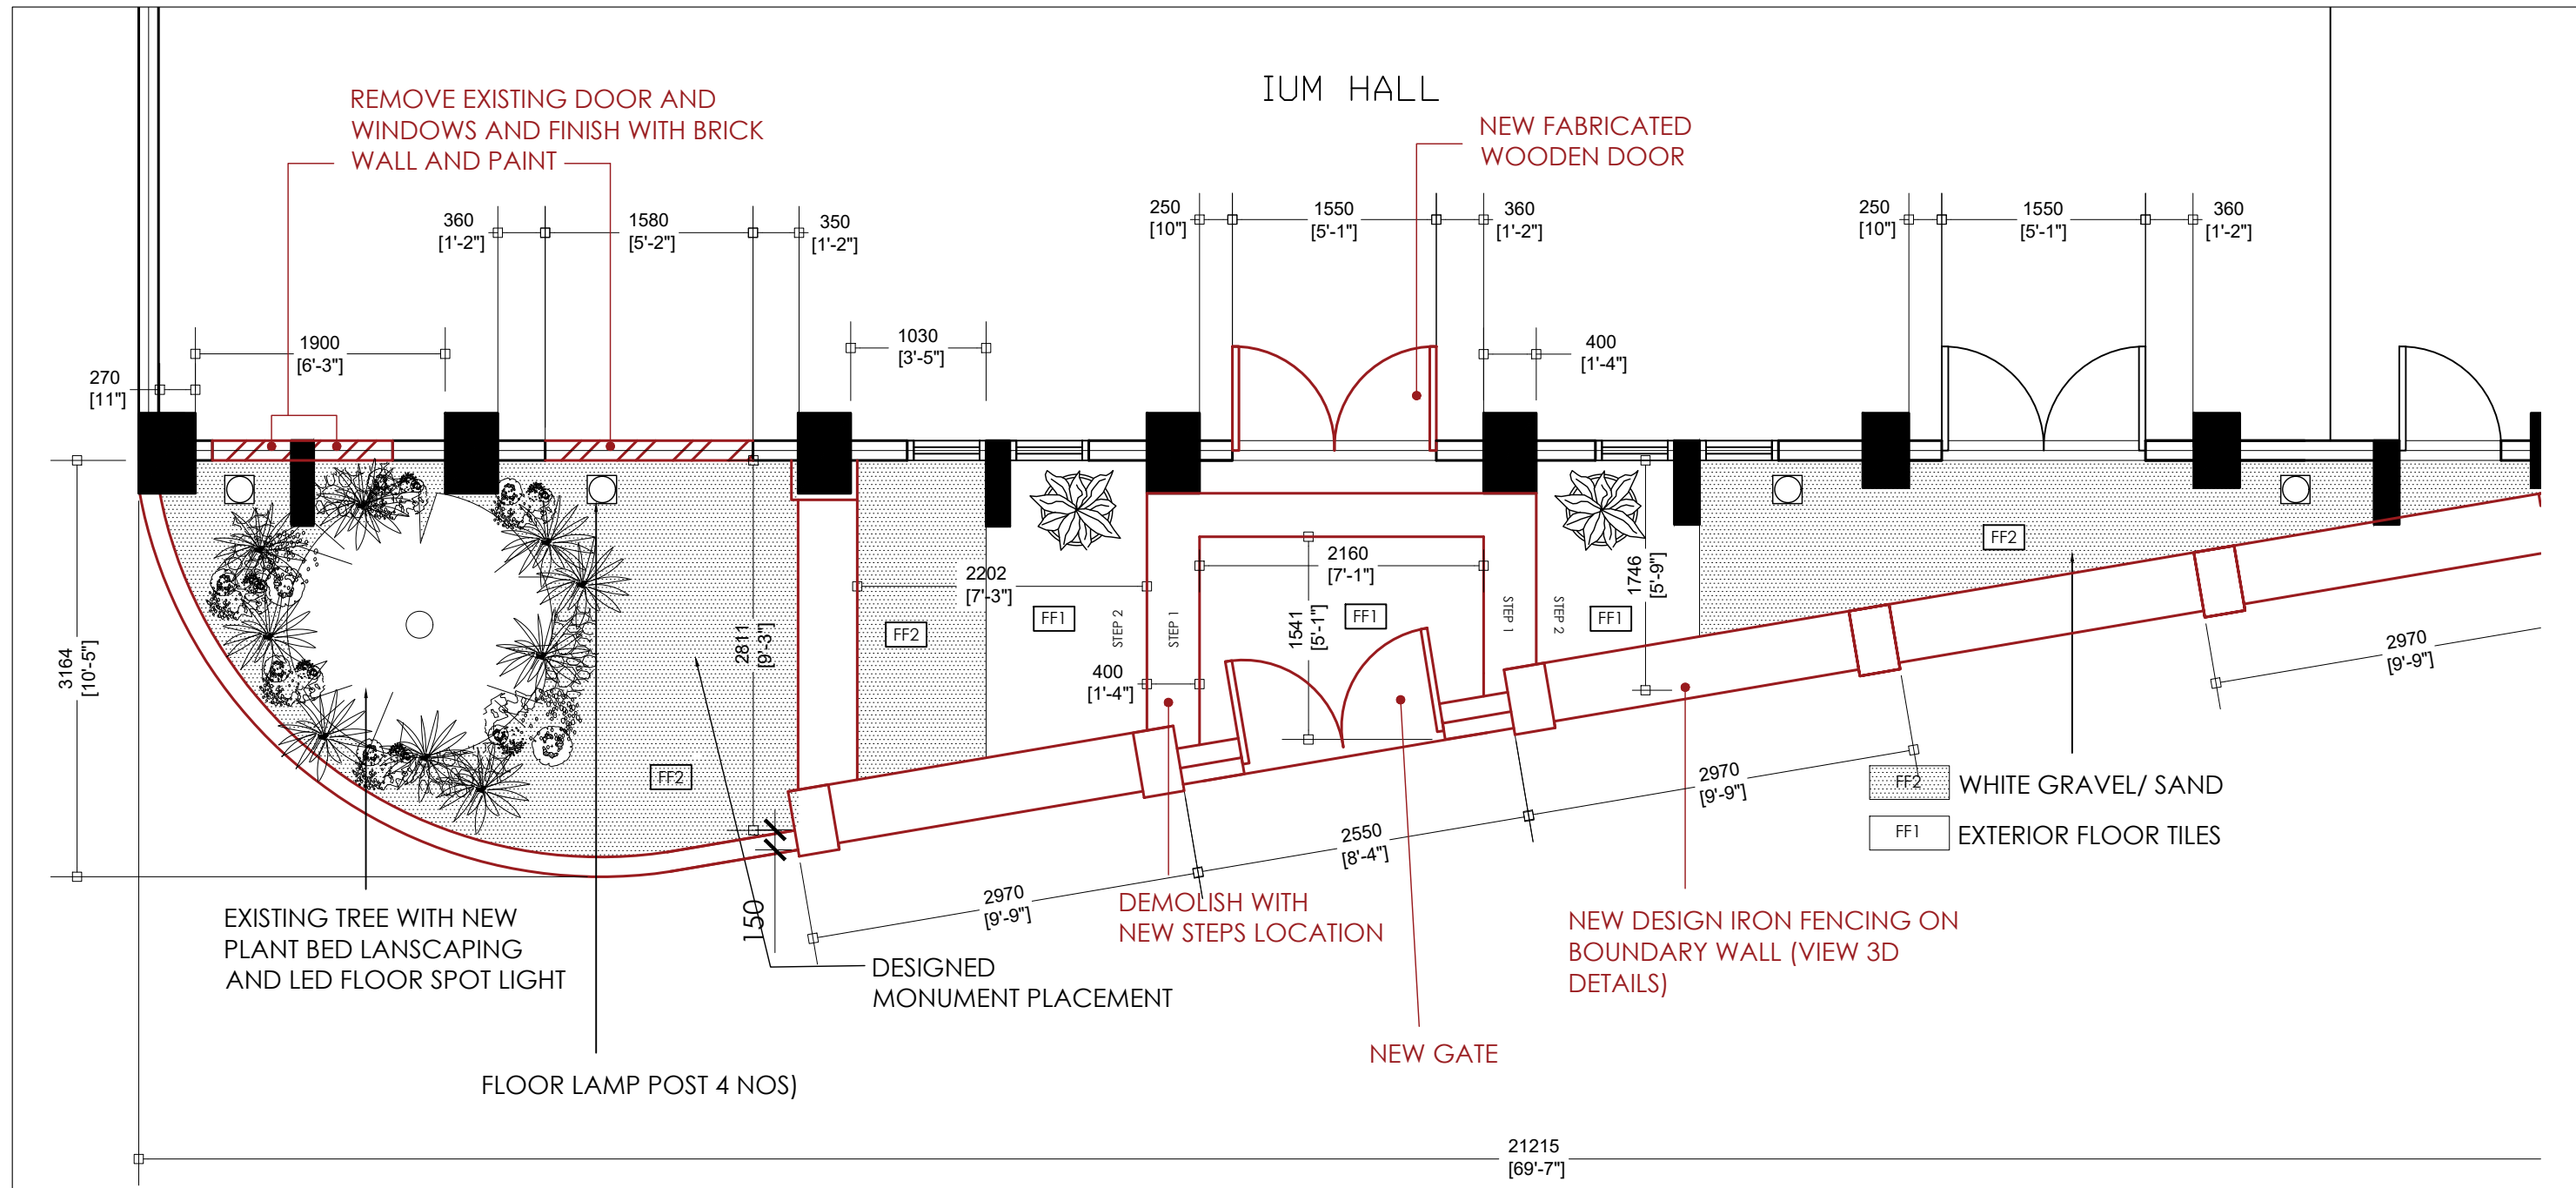 IUM HALL
REMOVE EXISTING DOOR AND
WINDOWS AND FINISH WITH BRICK
WALL AND PAINT
NEW FABRICATED
WOODEN DOOR
360
[1'-2"]
1580
[5'-2"]
350
[1'-2"]
250
[10"]
1550
[5'-1"]
360
[1'-2"]
250
[10"]
1550
[5'-1"]
360
[1'-2"]
1900
[6'-3"]
1030
[3'-5"]
400
[1'-4"]
270
[11"]
3164
[10'-5"]
2811
[9'-3"]
2202
[7'-3"]
FF2
FF1
STEP 2
STEP 1
400
[1'-4"]
2160
[7'-1"]
1541
[5'-1"]
FF1
STEP 1
STEP 2
FF1
1746
[5'-9"]
FF2
2970
[9'-9"]
FF2
2970
[9'-9"]
2550
[8'-4"]
2970
[9'-9"]
150
FF2 WHITE GRAVEL/ SAND
FF1 EXTERIOR FLOOR TILES
EXISTING TREE WITH NEW
PLANT BED LANSCAPING
AND LED FLOOR SPOT LIGHT
DEMOLISH WITH
NEW STEPS LOCATION
NEW DESIGN IRON FENCING ON
BOUNDARY WALL (VIEW 3D
DETAILS)
DESIGNED
MONUMENT PLACEMENT
NEW GATE
FLOOR LAMP POST 4 NOS)
21215
[69'-7"]